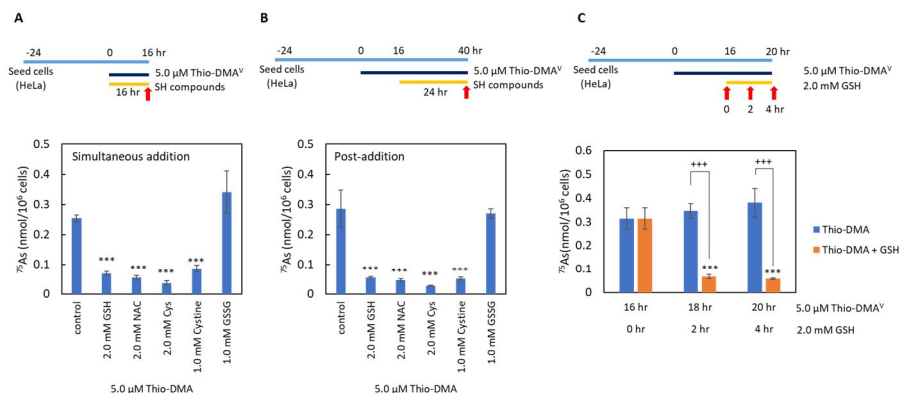 A
-24
0
16 hr
Seed cells
(HeLa)
5.0 µM Thio-DMAⱽ
SH compounds
16 hr
Simultaneous addition
⁷⁵As (nmol/10⁶ cells)
0.5
0.4
0.3
0.2
0.1
0
***
***
***
***
control
2.0 mM GSH
2.0 mM NAC
2.0 mM Cys
1.0 mM Cystine
1.0 mM GSSG
5.0 µM Thio-DMA
B
-24
0
16
40 hr
Seed cells
(HeLa)
5.0 µM Thio-DMAⱽ
SH compounds
24 hr
Post-addition
⁷⁵As (nmol/10⁶ cells)
0.5
0.4
0.3
0.2
0.1
0
***
***
***
***
control
2.0 mM GSH
2.0 mM NAC
2.0 mM Cys
1.0 mM Cystine
1.0 mM GSSG
5.0 µM Thio-DMA
C
-24
0
16
20 hr
Seed cells
(HeLa)
5.0 µM Thio-DMAⱽ
2.0 mM GSH
0
2
4 hr
⁷⁵As(nmol/10⁶ cells)
0.6
0.4
0.3
0.2
0.1
0
+++
+++
***
***
Thio-DMA
Thio-DMA + GSH
16 hr
18 hr
20 hr
5.0 µM Thio-DMAⱽ
0 hr
2 hr
4 hr
2.0 mM GSH